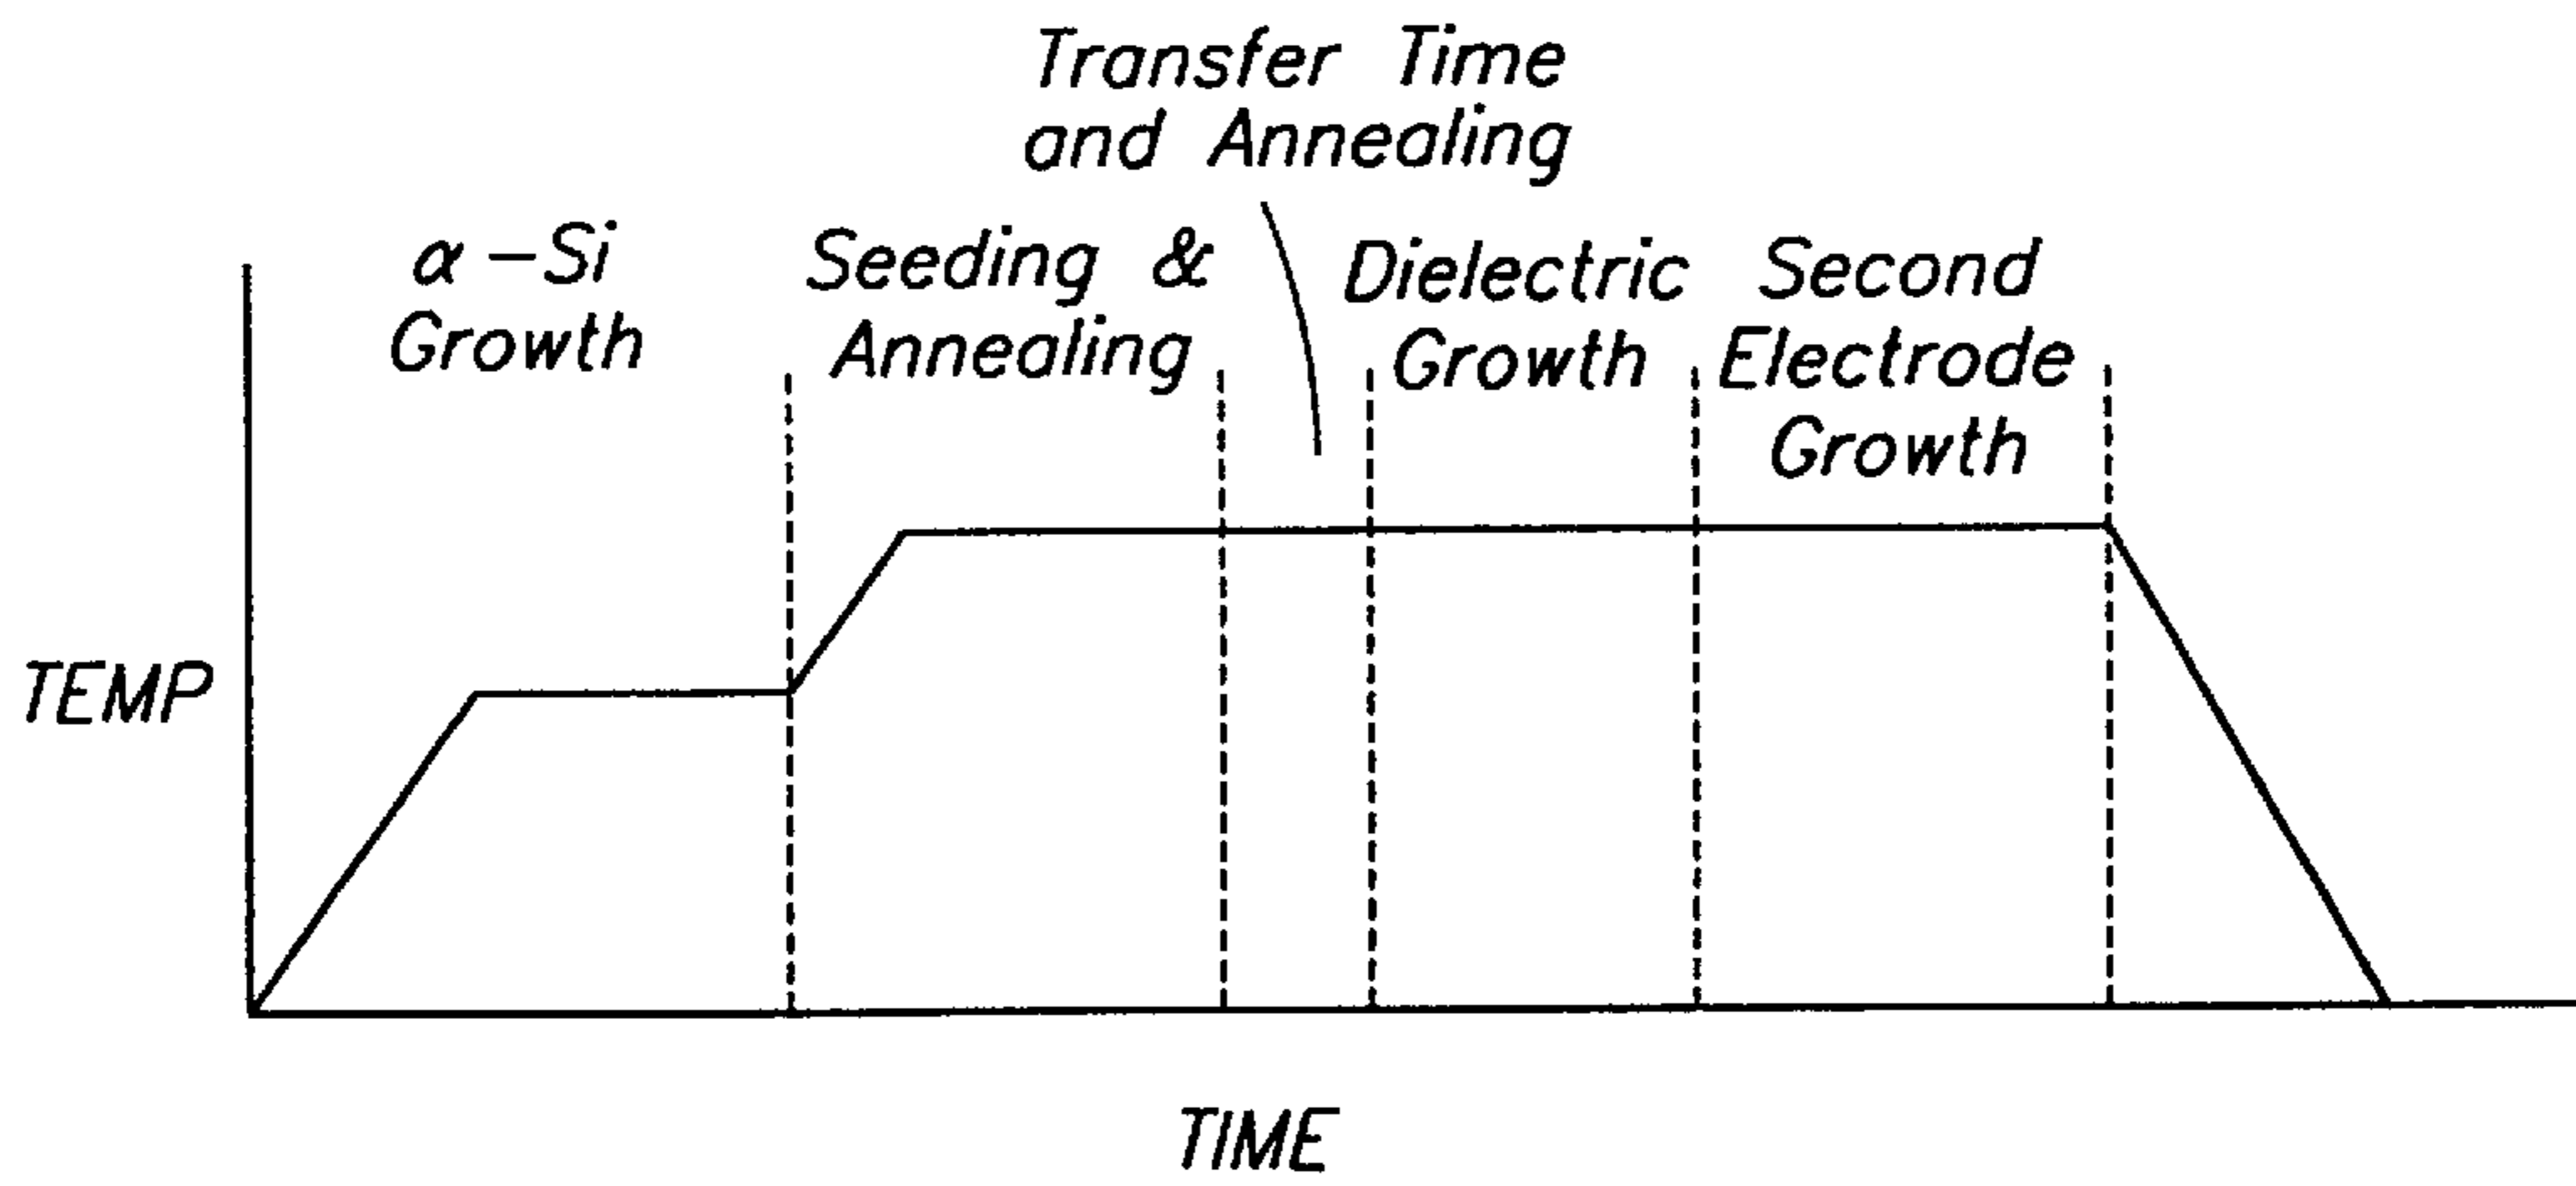 Transfer Time
and Annealing
α-Si
Growth
Seeding &
Annealing
Dielectric
Growth
Second
Electrode
Growth
TEMP
TIME